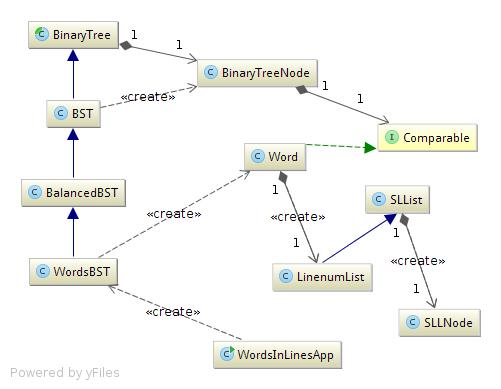 C BinaryTree
1
1
C BinaryTreeNode
1
1
«create»
C BST
I Comparable
C Word
C BalancedBST
1
«create»
1
C SLList
1
«create»
1
«create»
C WordsBST
C LinenumList
«create»
C SLLNode
C WordsInLinesApp
Powered by yFiles